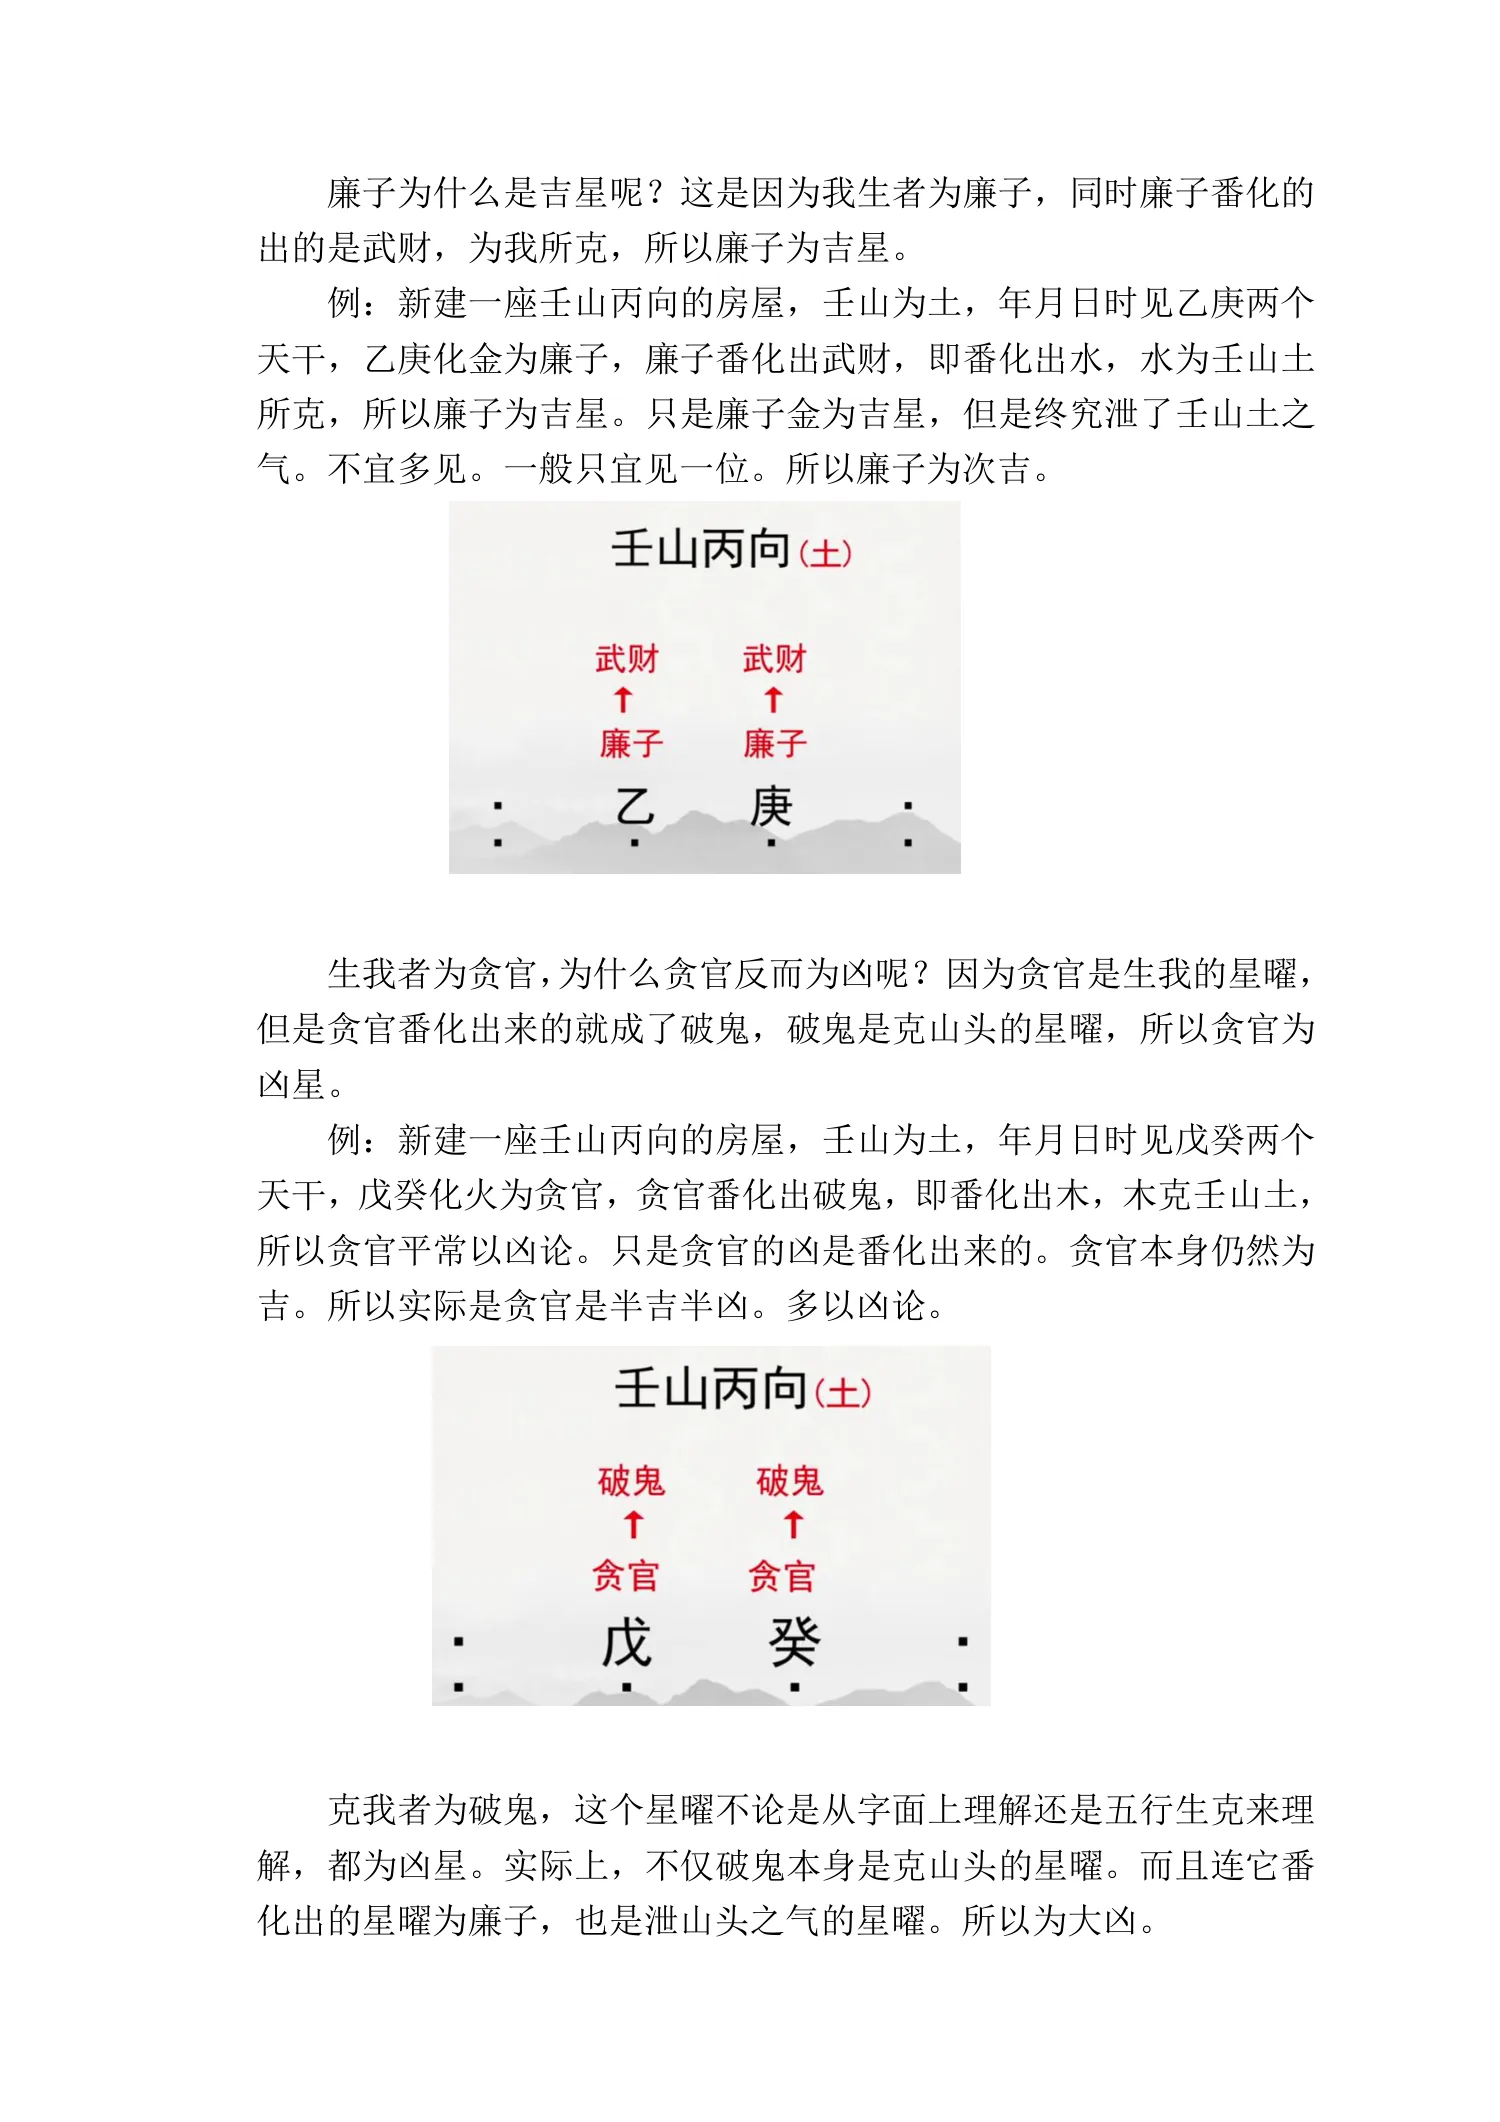 廉子为什么是吉星呢？这是因为我生者为廉子，同时廉子番化的
出的是武财，为我所克，所以廉子为吉星。
例：新建一座壬山丙向的房屋，壬山为土，年月日时见乙庚两个
天干，乙庚化金为廉子，廉子番化出武财，即番化出水，水为壬山土
所克，所以廉子为吉星。只是廉子金为吉星，但是终究泄了壬山土之
气。不宜多见。一般只宜见一位。所以廉子为次吉。
壬山丙向(土)
武财 武财
↑ ↑
廉子 廉子
乙 庚
生我者为贪官，为什么贪官反而为凶呢？因为贪官是生我的星曜，
但是贪官番化出来的就成了破鬼，破鬼是克山头的星曜，所以贪官为
凶星。
例：新建一座壬山丙向的房屋，壬山为土，年月日时见戊癸两个
天干，戊癸化火为贪官，贪官番化出破鬼，即番化出木，木克壬山土，
所以贪官平常以凶论。只是贪官的凶是番化出来的。贪官本身仍然为
吉。所以实际是贪官是半吉半凶。多以凶论。
壬山丙向(土)
破鬼 破鬼
↑ ↑
贪官 贪官
戊 癸
克我者为破鬼，这个星曜不论是从字面上理解还是五行生克来理
解，都为凶星。实际上，不仅破鬼本身是克山头的星曜。而且连它番
化出的星曜为廉子，也是泄山头之气的星曜。所以为大凶。